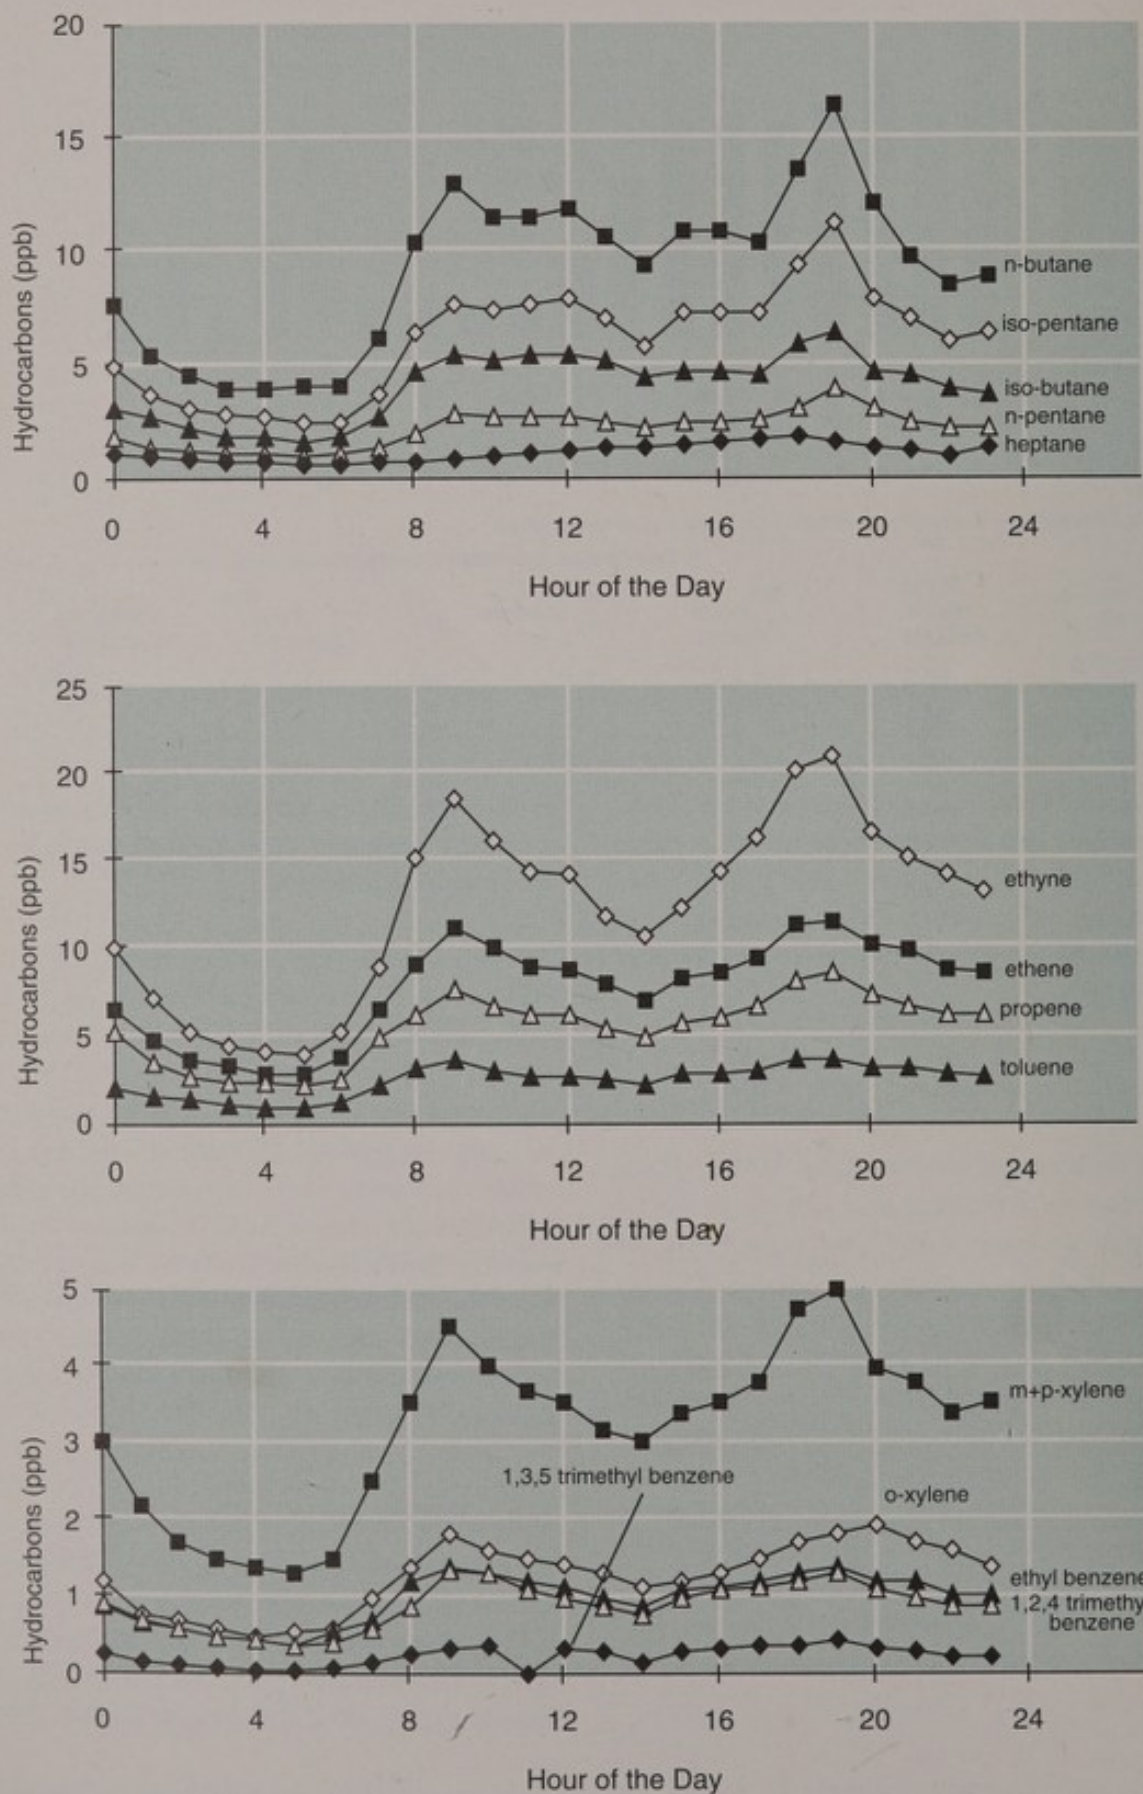 20
15
10
5
0
Hydrocarbons (ppb)
n-butane
iso-pentane
iso-butane
n-pentane
heptane
0 4 8 12 16 20 24
Hour of the Day
25
20
15
10
5
0
Hydrocarbons (ppb)
ethyne
ethene
propene
toluene
0 4 8 12 16 20 24
Hour of the Day
5
4
3
2
1
0
Hydrocarbons (ppb)
m+p-xylene
1,3,5 trimethyl benzene
o-xylene
ethyl benzene
1,2,4 trimethy
benzene
0 4 8 12 16 20 24
Hour of the Day